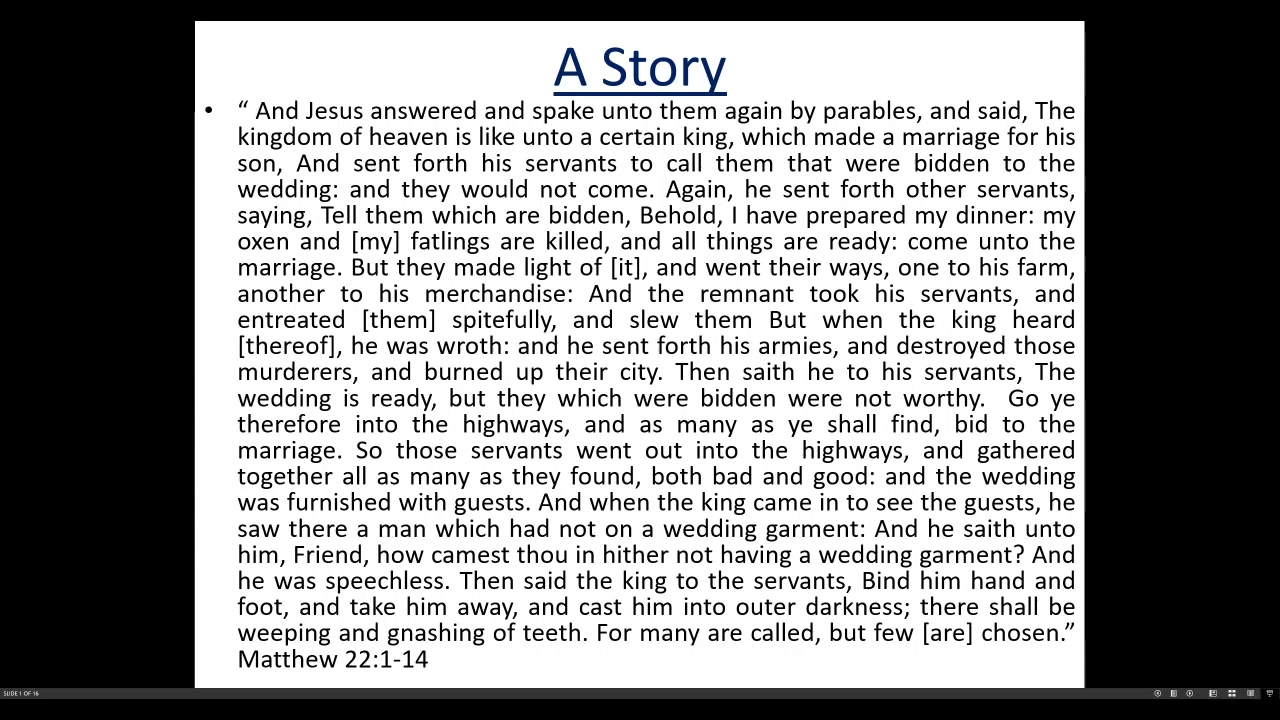 A Story
• “ And Jesus answered and spake unto them again by parables, and said, The
kingdom of heaven is like unto a certain king, which made a marriage for his
son, And sent forth his servants to call them that were bidden to the
wedding: and they would not come. Again, he sent forth other servants,
saying, Tell them which are bidden, Behold, I have prepared my dinner: my
oxen and [my] fatlings are killed, and all things are ready: come unto the
marriage. But they made light of [it], and went their ways, one to his farm,
another to his merchandise: And the remnant took his servants, and
entreated [them] spitefully, and slew them But when the king heard
[thereof], he was wroth: and he sent forth his armies, and destroyed those
murderers, and burned up their city. Then saith he to his servants, The
wedding is ready, but they which were bidden were not worthy.  Go ye
therefore into the highways, and as many as ye shall find, bid to the
marriage. So those servants went out into the highways, and gathered
together all as many as they found, both bad and good: and the wedding
was furnished with guests. And when the king came in to see the guests, he
saw there a man which had not on a wedding garment: And he saith unto
him, Friend, how camest thou in hither not having a wedding garment? And
he was speechless. Then said the king to the servants, Bind him hand and
foot, and take him away, and cast him into outer darkness; there shall be
weeping and gnashing of teeth. For many are called, but few [are] chosen.”
Matthew 22:1-14
SLIDE 1 OF 16